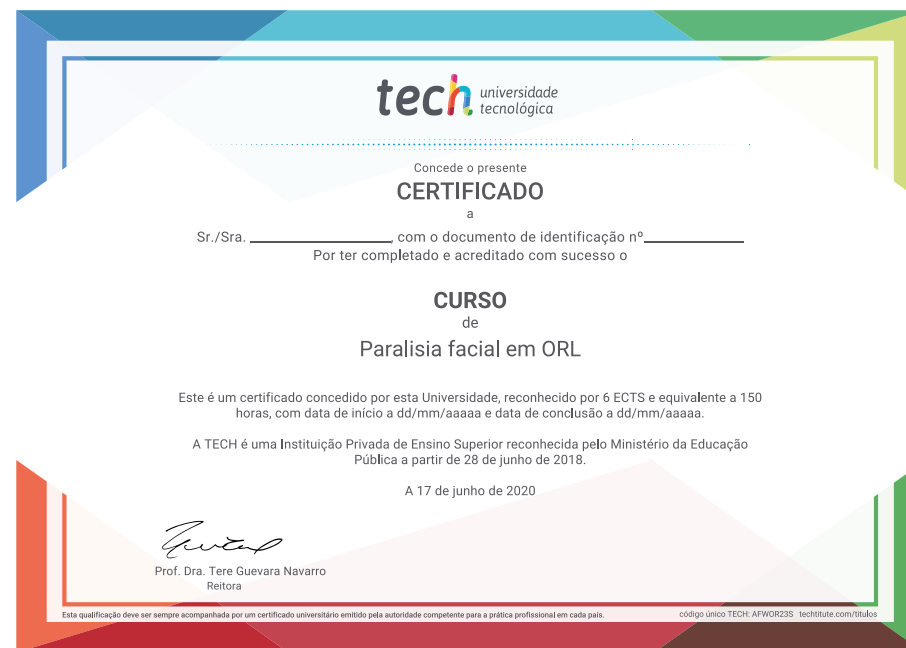 tech universidade
tecnológica
Concede o presente
CERTIFICADO
a
Sr./Sra. ____________________, com o documento de identificação nº______________
Por ter completado e acreditado com sucesso o
CURSO
de
Paralisia facial em ORL
Este é um certificado concedido por esta Universidade, reconhecido por 6 ECTS e equivalente a 150
horas, com data de início a dd/mm/aaaaa e data de conclusão a dd/mm/aaaaa.
A TECH é uma Instituição Privada de Ensino Superior reconhecida pelo Ministério da Educação
Pública a partir de 28 de junho de 2018.
A 17 de junho de 2020
Prof. Dra. Tere Guevara Navarro
Reitora
Esta qualificação deve ser sempre acompanhada por um certificado universitário emitido pela autoridade competente para a prática profissional em cada país. código único TECH: AFWOR23S techtitute.com/titulos